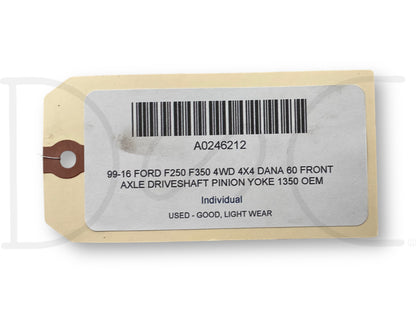 A0246212
99-16 FORD F250 F350 4WD 4X4 DANA 60 FRONT
AXLE DRIVESHAFT PINION YOKE 1350 OEM
Individual
USED - GOOD, LIGHT WEAR